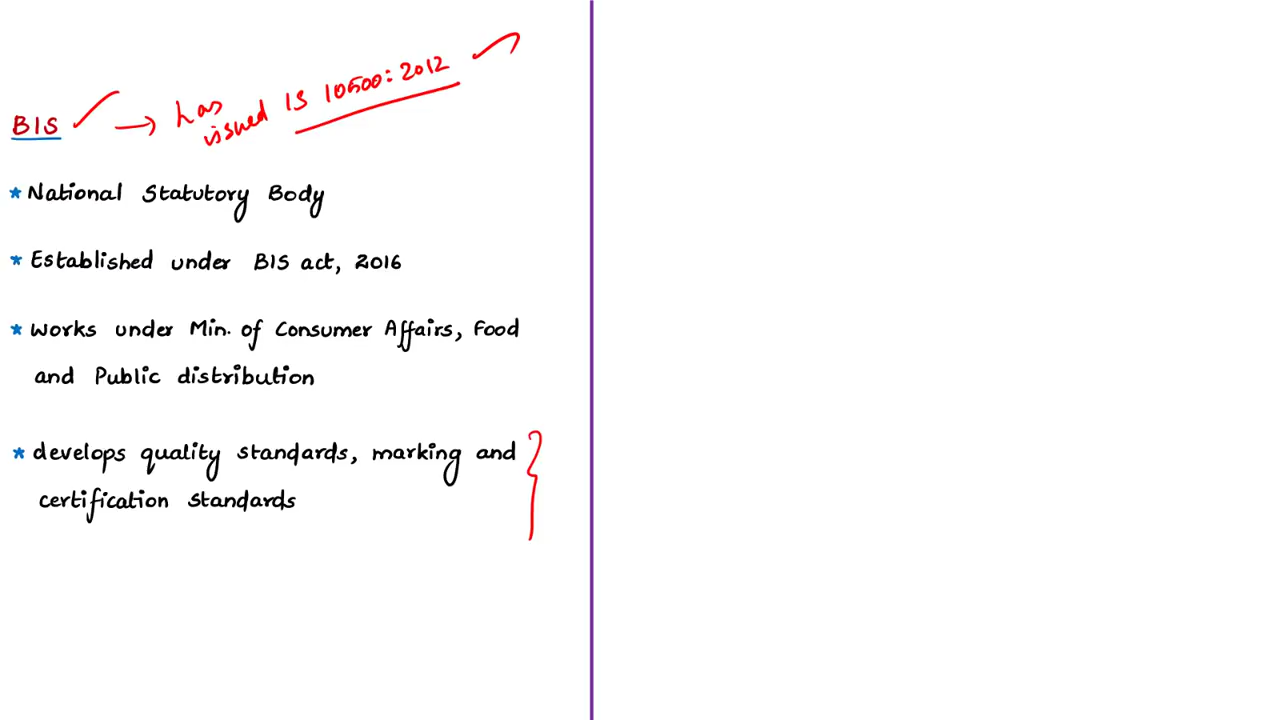 BIS → has issued IS 10500:2012
* National Statutory Body
* Established under BIS act, 2016
* works under Min. of Consumer Affairs, Food
and Public distribution
* develops quality standards, marking and
certification standards